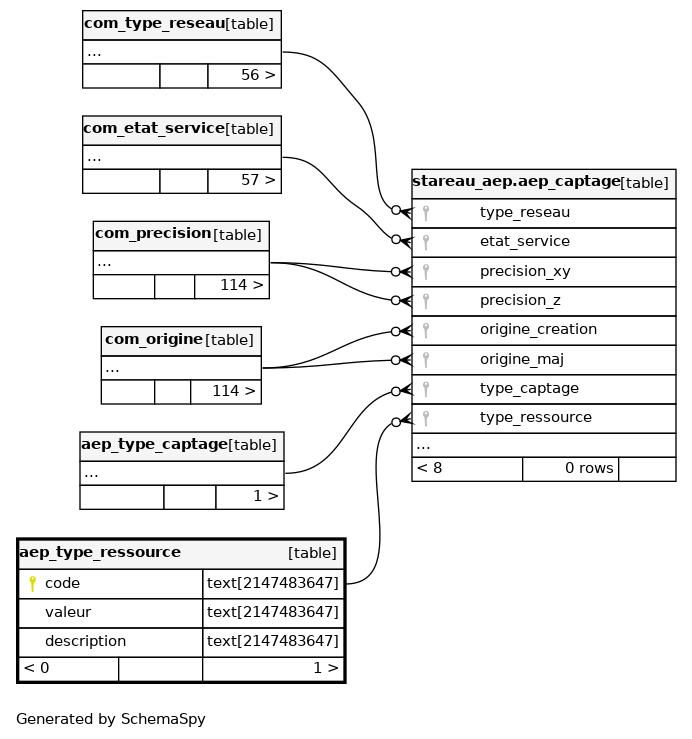 com_type_reseau [table]
...
56 >
com_etat_service [table]
...
57 >
com_precision [table]
...
114 >
com_origine [table]
...
114 >
aep_type_captage [table]
...
1 >
aep_type_ressource [table]
code text[2147483647]
valeur text[2147483647]
description text[2147483647]
< 0 1 >
stareau_aep.aep_captage [table]
type_reseau
etat_service
precision_xy
precision_z
origine_creation
origine_maj
type_captage
type_ressource
...
< 8 0 rows
Generated by SchemaSpy